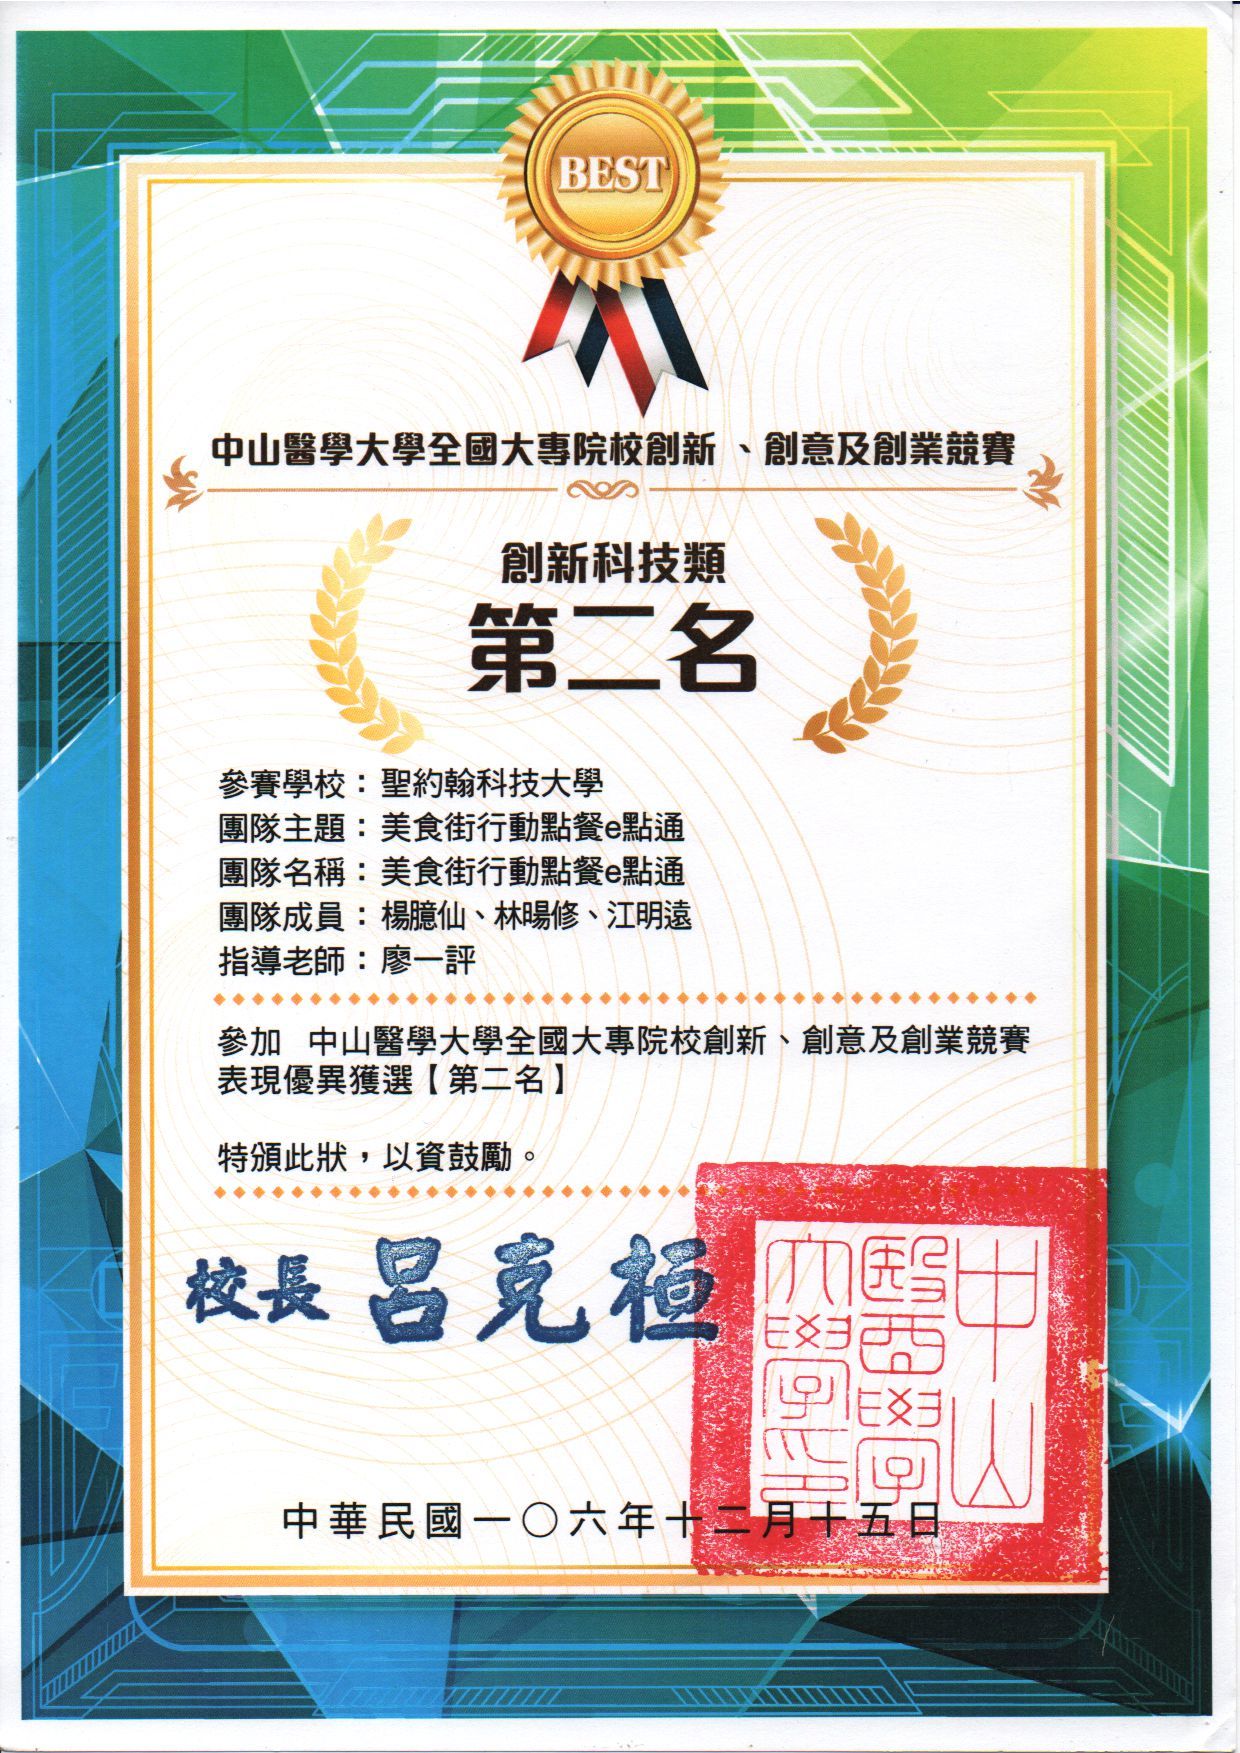 BEST
中山醫學大學全國大專院校創新、創意及創業競賽
創新科技類
第二名
參賽學校：聖約翰科技大學
團隊主題：美食街行動點餐e點通
團隊名稱：美食街行動點餐e點通
團隊成員：楊臆仙、林暘修、江明遠
指導老師：廖一評
參加 中山醫學大學全國大專院校創新、創意及創業競賽
表現優異獲選【第二名】
特頒此狀，以資鼓勵。
校長 呂克桓
中山醫學大學印
中華民國一〇六年十二月十五日